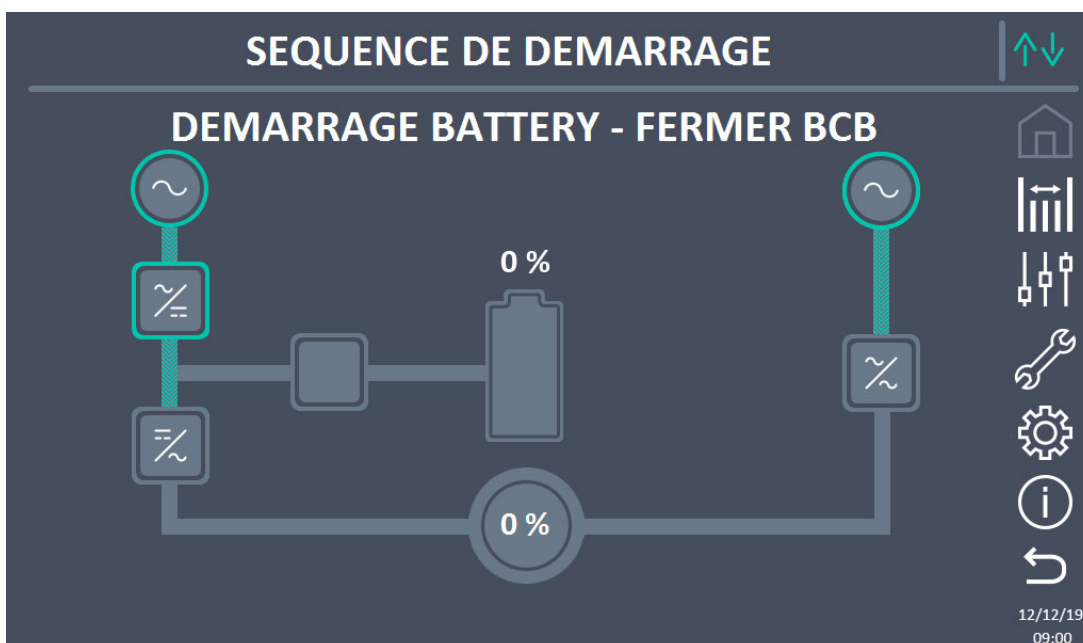 SEQUENCE DE DEMARRAGE
DEMARRAGE BATTERY - FERMER BCB
0 %
0 %
12/12/19
09:00